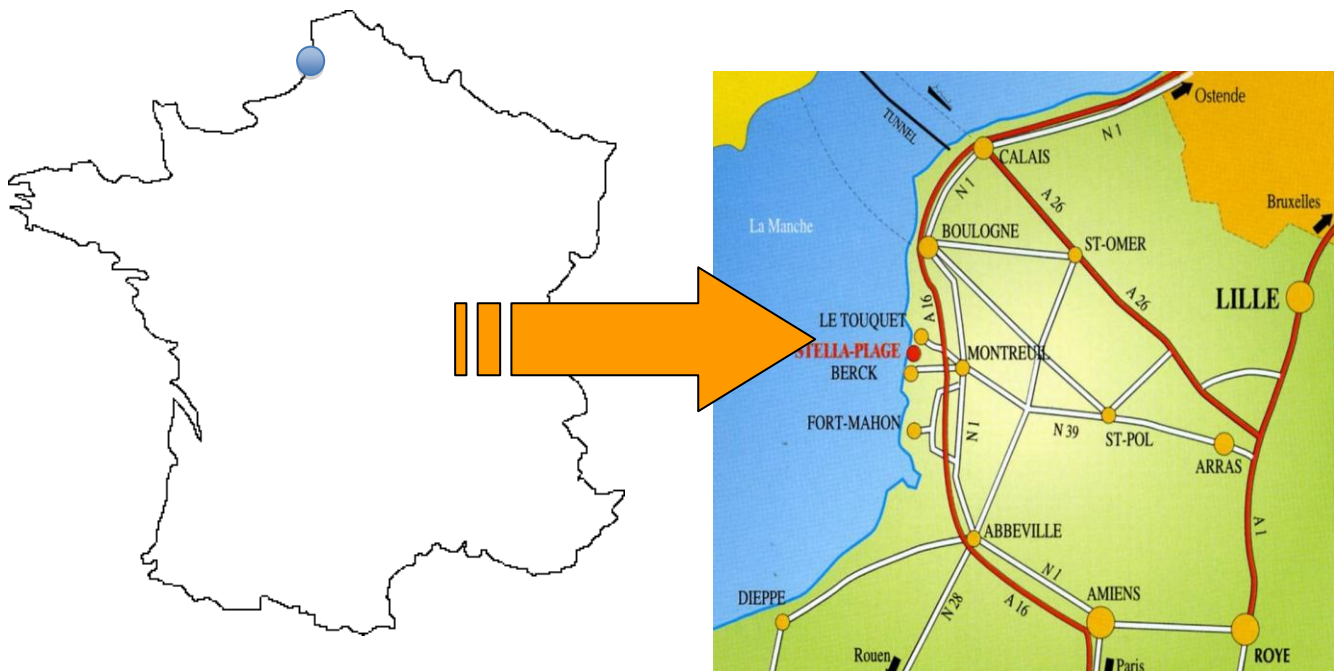 Ostende
N 1
TUNNEL
CALAIS
N 1
A 26
Bruxelles
La Manche
BOULOGNE
ST-OMER
A 26
LILLE
A 16
LE TOUQUET
STELLA-PLAGE
MONTREUIL
BERCK
FORT-MAHON
N 1
N 39
ST-POL
ARRAS
A 1
ABBEVILLE
N 1
DIEPPE
N 28
A 16
AMIENS
Rouen
Paris
ROYE